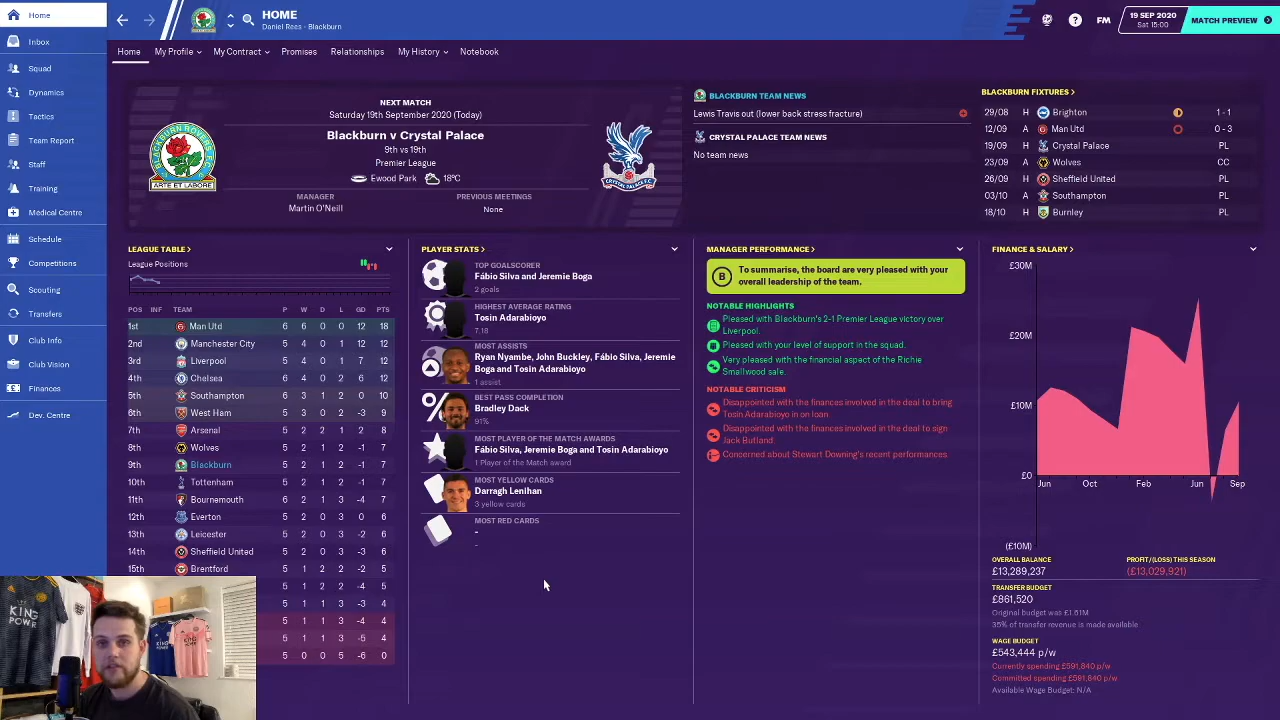 Home
Inbox
Squad
Dynamics
Tactics
Team Report
Staff
Training
Medical Centre
Schedule
Competitions
Scouting
Transfers
Club Info
Club Vision
Finances
Dev. Centre
HOME
Daniel Rees - Blackburn
FM
19 SEP 2020
Sat 15:00
MATCH PREVIEW
Home My Profile My Contract Promises Relationships My History Notebook
NEXT MATCH
Saturday 19th September 2020 (Today)
Blackburn v Crystal Palace
9th vs 19th
Premier League
Ewood Park 18°C
MANAGER
Martin O'Neill
PREVIOUS MEETINGS
None
BLACKBURN ROVERS F.C.
ARTE ET LABORE
CRYSTAL PALACE F.C.
BLACKBURN TEAM NEWS
Lewis Travis out (lower back stress fracture)
CRYSTAL PALACE TEAM NEWS
No team news
BLACKBURN FIXTURES
29/08 H Brighton 1 - 1
12/09 A Man Utd 0 - 3
19/09 H Crystal Palace PL
23/09 A Wolves CC
26/09 H Sheffield United PL
03/10 A Southampton PL
18/10 H Burnley PL
LEAGUE TABLE
League Positions
POS INF TEAM P W D L GD PTS
1st Man Utd 6 6 0 0 12 18
2nd Manchester City 5 4 0 1 12 12
3rd Liverpool 5 4 0 1 7 12
4th Chelsea 6 4 0 2 6 12
5th Southampton 6 3 1 2 0 10
6th West Ham 6 3 0 3 -3 9
7th Arsenal 5 2 2 1 2 8
8th Wolves 5 2 1 2 1 7
9th Blackburn 5 2 1 2 -1 7
10th Tottenham 5 2 1 2 -1 7
11th Bournemouth 6 2 1 3 -4 7
12th Everton 5 2 0 3 0 6
13th Leicester 5 2 0 3 -2 6
14th Sheffield United 5 2 0 3 -3 6
15th Brentford 5 1 2 2 -2 5
5 1 2 2 -4 5
5 1 1 3 -3 4
5 1 1 3 -5 4
5 1 1 3 -5 4
5 0 0 5 -6 0
PLAYER STATS
TOP GOALSCORER
Fábio Silva and Jeremie Boga
2 goals
HIGHEST AVERAGE RATING
Tosin Adarabioyo
7.18
MOST ASSISTS
Ryan Nyambe, John Buckley, Fábio Silva, Jeremie
Boga and Tosin Adarabioyo
1 assist
BEST PASS COMPLETION
Bradley Dack
91%
MOST PLAYER OF THE MATCH AWARDS
Fábio Silva, Jeremie Boga and Tosin Adarabioyo
1 Player of the Match award
MOST YELLOW CARDS
Darragh Lenihan
3 yellow cards
MOST RED CARDS
-
-
MANAGER PERFORMANCE
B
To summarise, the board are very pleased with your
overall leadership of the team.
NOTABLE HIGHLIGHTS
Pleased with Blackburn's 2-1 Premier League victory over
Liverpool.
Pleased with your level of support in the squad.
Very pleased with the financial aspect of the Richie
Smallwood sale.
NOTABLE CRITICISM
Disappointed with the finances involved in the deal to bring
Tosin Adarabioyo in on loan.
Disappointed with the finances involved in the deal to sign
Jack Butland.
Concerned about Stewart Downing's recent performances.
FINANCE & SALARY
£30M
£20M
£10M
£0
(£10M)
Jun Oct Feb Jun Sep
OVERALL BALANCE
£13,289,237
PROFIT/(LOSS) THIS SEASON
(£13,029,921)
TRANSFER BUDGET
£861,520
Original budget was £1.61M
35% of transfer revenue is made available
WAGE BUDGET
£543,444 p/w
Currently spending £591,840 p/w
Committed spending £591,840 p/w
Available Wage Budget: N/A
KING
POWER